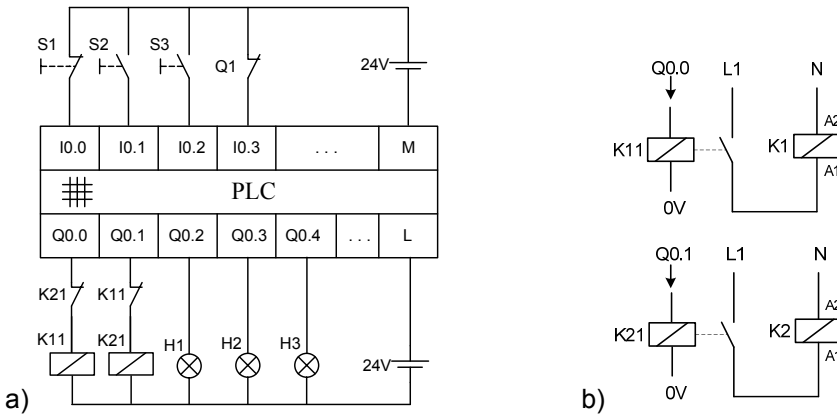 S1 S2 S3 Q1 24V
I0.0 I0.1 I0.2 I0.3 . . . M
PLC
Q0.0 Q0.1 Q0.2 Q0.3 Q0.4 . . . L
K21 K11
K11 K21 H1 H2 H3 24V
a)
Q0.0 L1 N
A2
K11 K1
A1
0V
Q0.1 L1 N
A2
K21 K2
A1
0V
b)